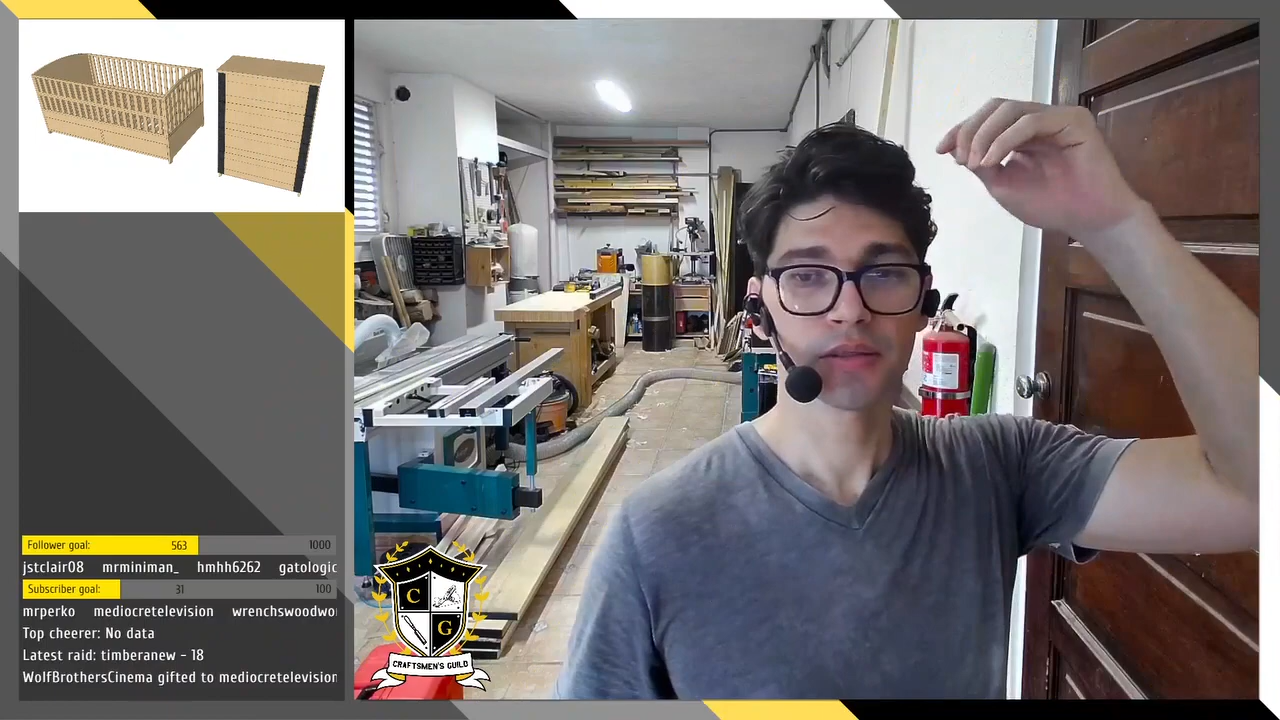 Follower goal: 563 1000
jstclair08 mrminiman_ hmhh6262 gatologic
Subscriber goal: 31 100
mrperko mediocretelevision wrenchswoodwo
Top cheerer: No data
Latest raid: timberanew - 18
WolfBrothersCinema gifted to mediocretelevision
C
G
CRAFTSMEN'S GUILD